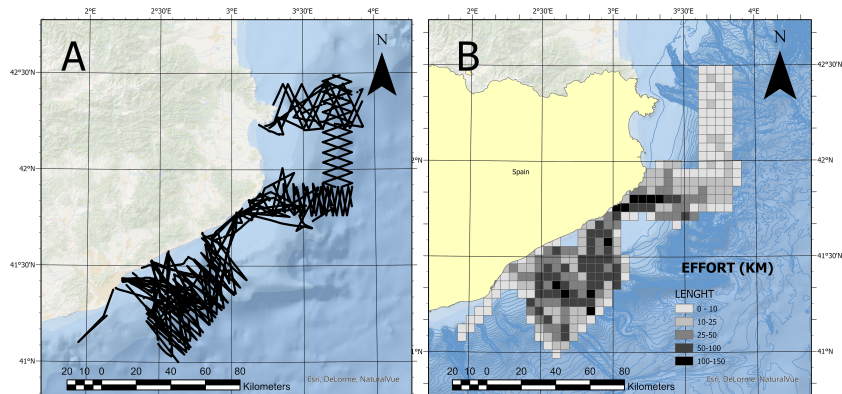 2°E 2°30'E 3°E 3°30'E 4°E
2°E 2°30'E 3°E 3°30'E 4°E
A
N
B
N
42°30'N
42°30'N
42°N
2°N
42°N
Spain
41°30'N
41°30'N
EFFORT (KM)
LENGHT
0 - 10
10-25
25-50
50-100
100-150
41°N
1°N
41°N
20 10 0 20 40 60 80
Kilometers
Esri, DeLorme, NaturalVue
20 10 0 20 40 60 80
Kilometers
Esri, DeLorme, NaturalVue